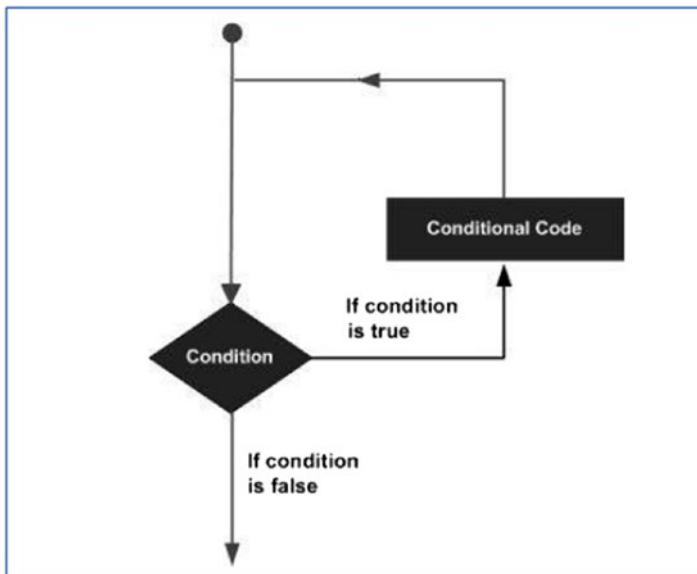 Conditional Code
If condition
is true
Condition
If condition
is false